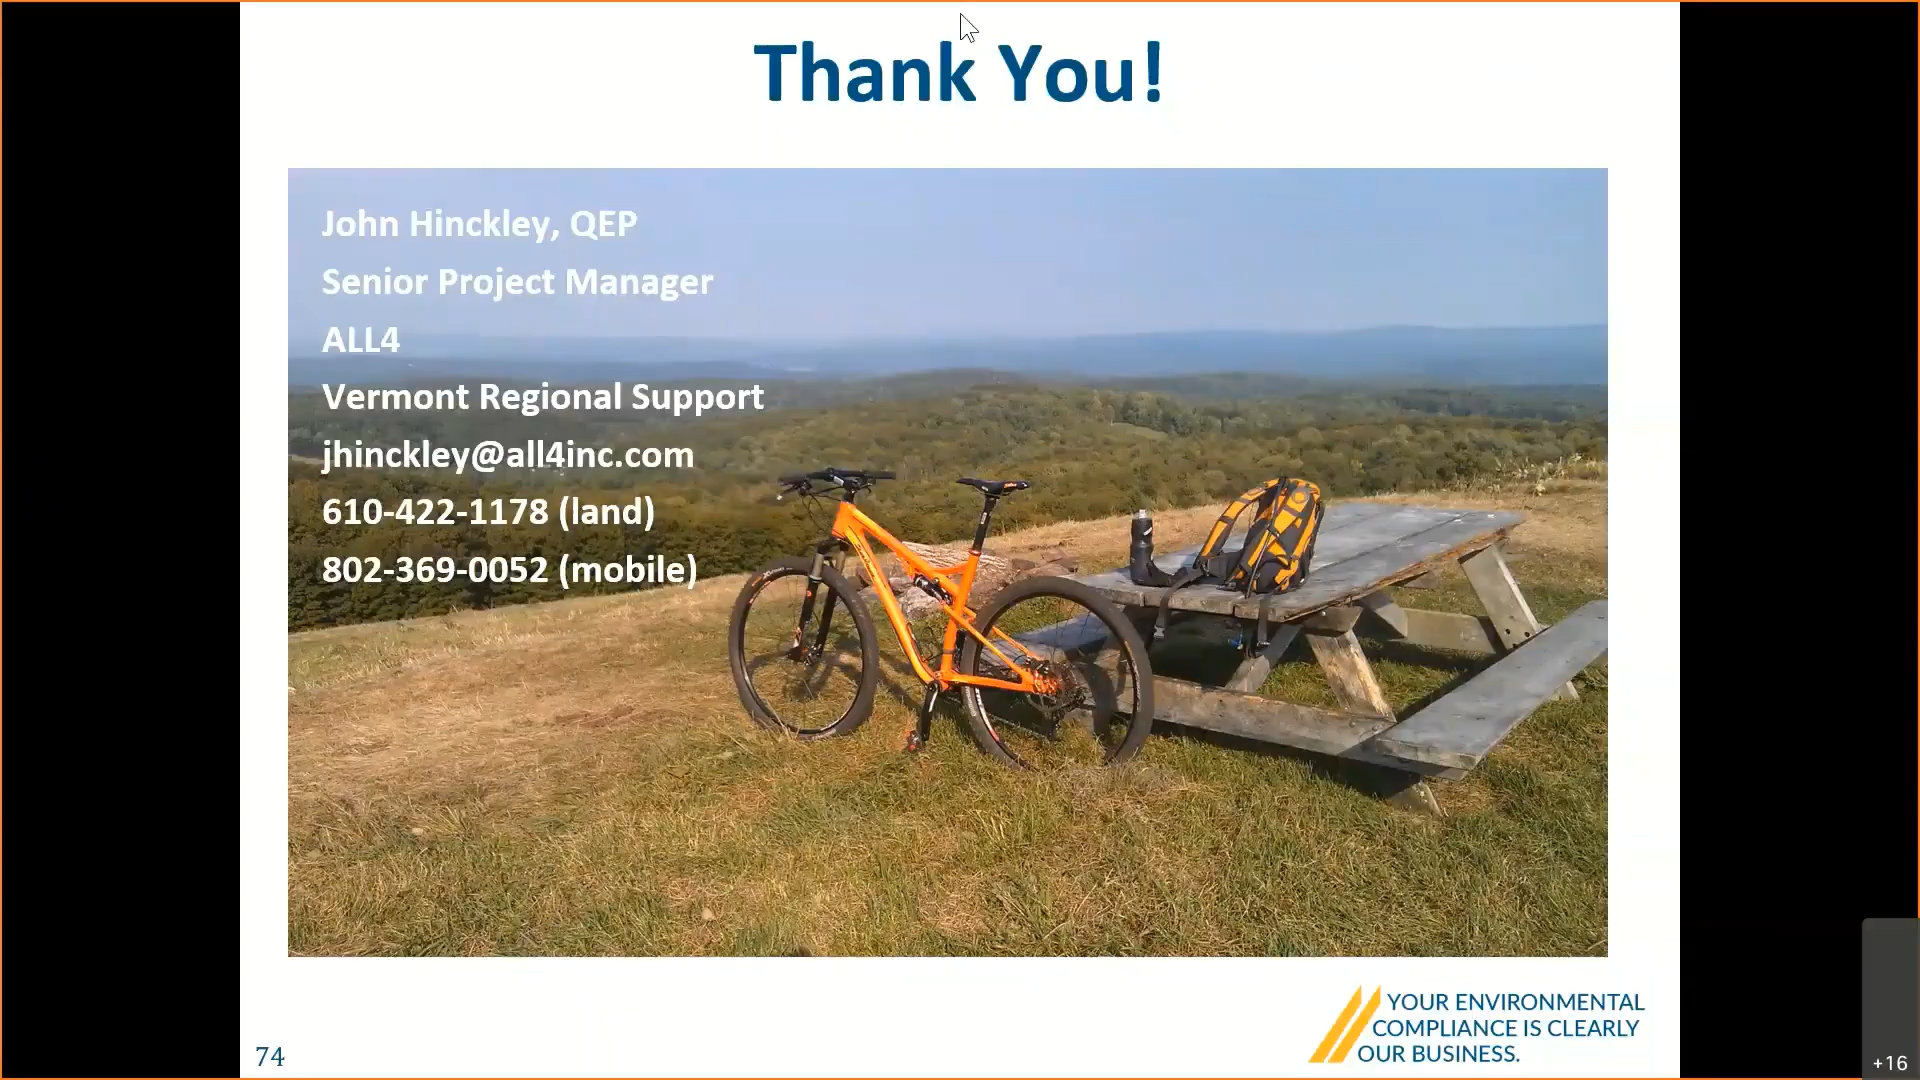 Thank You!
John Hinckley, QEP
Senior Project Manager
ALL4
Vermont Regional Support
jhinckley@all4inc.com
610-422-1178 (land)
802-369-0052 (mobile)
YOUR ENVIRONMENTAL
COMPLIANCE IS CLEARLY
OUR BUSINESS.
74
+16